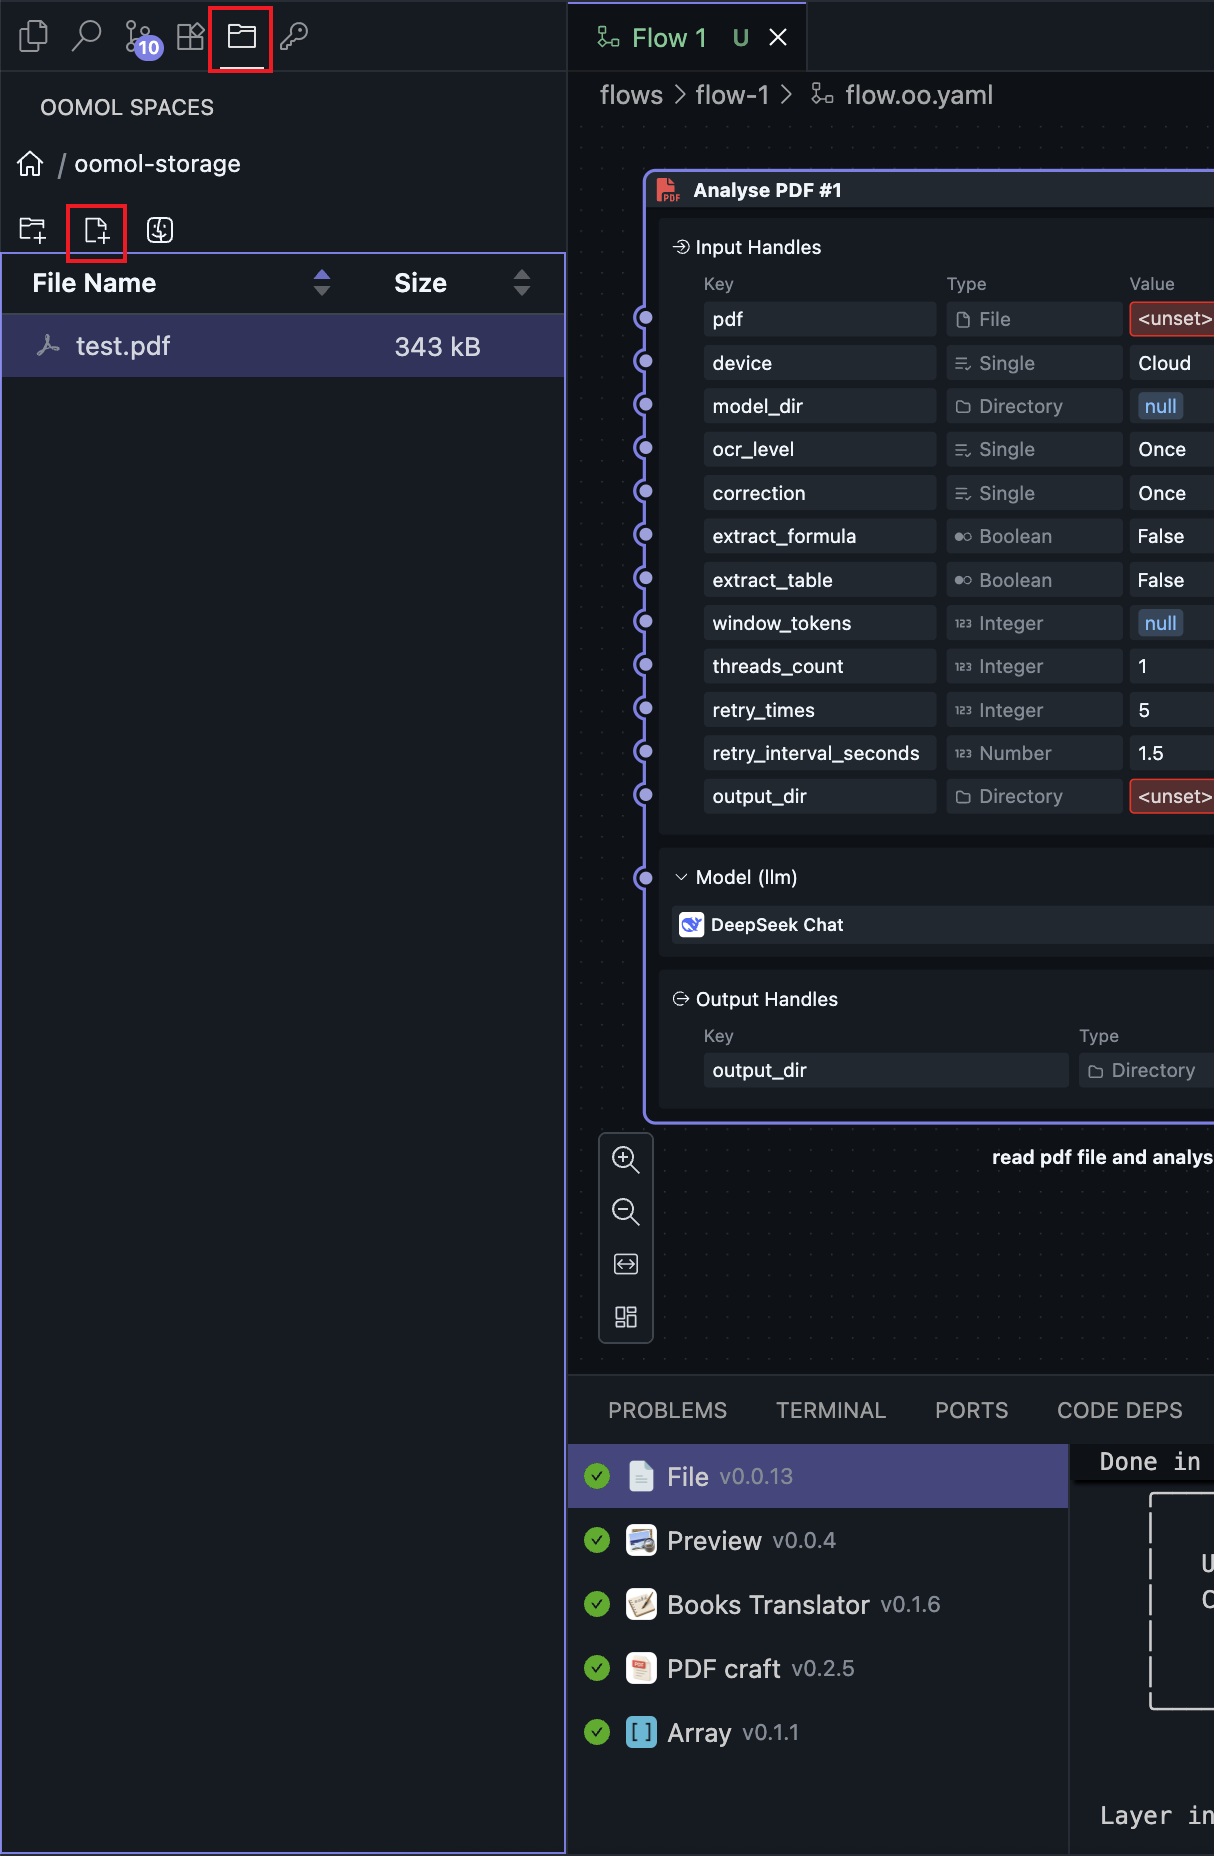 10
OOMOL SPACES
/ oomol-storage
File Name
Size
test.pdf
343 kB
Flow 1
U
flows > flow-1 > flow.oo.yaml
PDF
Analyse PDF #1
Input Handles
Key
Type
Value
pdf
File
<unset>
device
Single
Cloud
model_dir
Directory
null
ocr_level
Single
Once
correction
Single
Once
extract_formula
Boolean
False
extract_table
Boolean
False
window_tokens
123 Integer
null
threads_count
123 Integer
1
retry_times
123 Integer
5
retry_interval_seconds
123 Number
1.5
output_dir
Directory
<unset>
Model (llm)
DeepSeek Chat
Output Handles
Key
Type
output_dir
Directory
read pdf file and analys
PROBLEMS
TERMINAL
PORTS
CODE DEPS
File v0.0.13
Preview v0.0.4
Books Translator v0.1.6
PDF craft v0.2.5
[ ] Array v0.1.1
Done in
U
Layer in